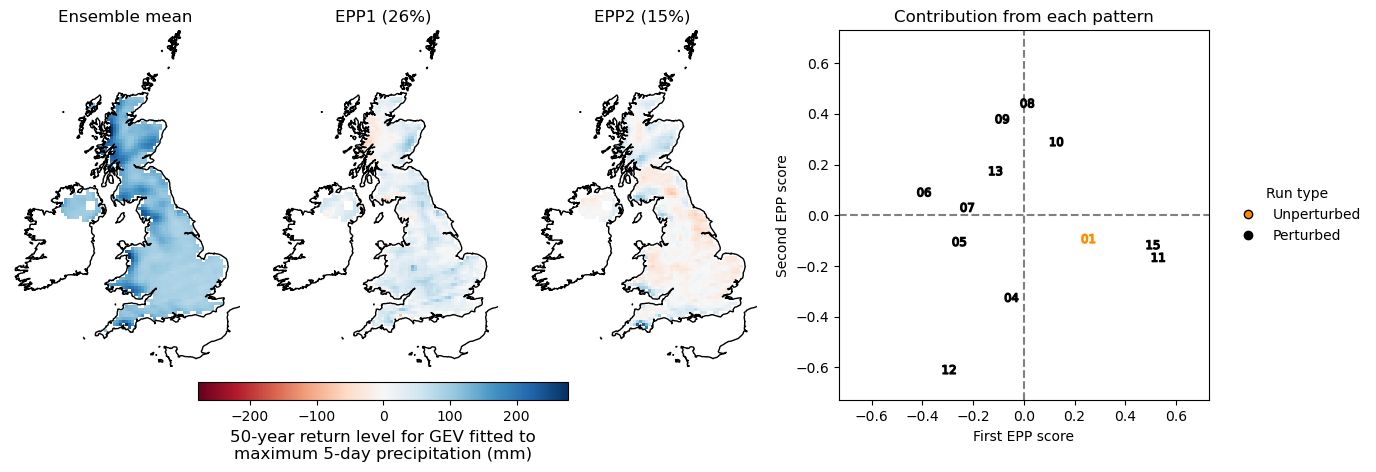 Ensemble mean
EPP1 (26%)
EPP2 (15%)
Contribution from each pattern
−200
−100
0
100
200
50-year return level for GEV fitted to
maximum 5-day precipitation (mm)
Second EPP score
0.6
0.4
0.2
0.0
−0.2
−0.4
−0.6
08
09
10
13
06
07
05
01
15
11
04
12
−0.6
−0.4
−0.2
0.0
0.2
0.4
0.6
First EPP score
Run type
Unperturbed
Perturbed